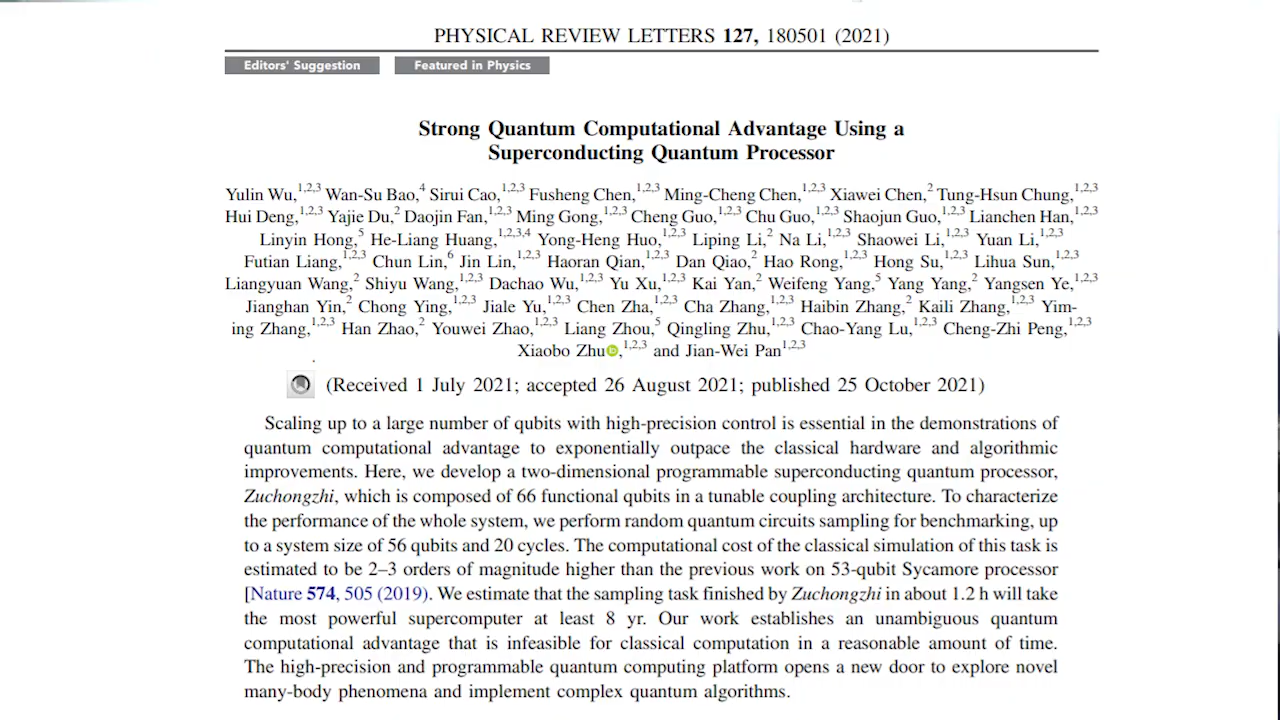 PHYSICAL REVIEW LETTERS 127, 180501 (2021)
Editors' Suggestion Featured in Physics
Strong Quantum Computational Advantage Using a
Superconducting Quantum Processor
Yulin Wu,1,2,3 Wan-Su Bao,4 Sirui Cao,1,2,3 Fusheng Chen,1,2,3 Ming-Cheng Chen,1,2,3 Xiawei Chen,2 Tung-Hsun Chung,1,2,3
Hui Deng,1,2,3 Yajie Du,2 Daojin Fan,1,2,3 Ming Gong,1,2,3 Cheng Guo,1,2,3 Chu Guo,1,2,3 Shaojun Guo,1,2,3 Lianchen Han,1,2,3
Linyin Hong,5 He-Liang Huang,1,2,3,4 Yong-Heng Huo,1,2,3 Liping Li,2 Na Li,1,2,3 Shaowei Li,1,2,3 Yuan Li,1,2,3
Futian Liang,1,2,3 Chun Lin,6 Jin Lin,1,2,3 Haoran Qian,1,2,3 Dan Qiao,2 Hao Rong,1,2,3 Hong Su,1,2,3 Lihua Sun,1,2,3
Liangyuan Wang,2 Shiyu Wang,1,2,3 Dachao Wu,1,2,3 Yu Xu,1,2,3 Kai Yan,2 Weifeng Yang,5 Yang Yang,2 Yangsen Ye,1,2,3
Jianghan Yin,2 Chong Ying,1,2,3 Jiale Yu,1,2,3 Chen Zha,1,2,3 Cha Zhang,1,2,3 Haibin Zhang,2 Kaili Zhang,1,2,3 Yim-
ing Zhang,1,2,3 Han Zhao,2 Youwei Zhao,1,2,3 Liang Zhou,5 Qingling Zhu,1,2,3 Chao-Yang Lu,1,2,3 Cheng-Zhi Peng,1,2,3
Xiaobo Zhu iD,1,2,3 and Jian-Wei Pan1,2,3
(Received 1 July 2021; accepted 26 August 2021; published 25 October 2021)
Scaling up to a large number of qubits with high-precision control is essential in the demonstrations of
quantum computational advantage to exponentially outpace the classical hardware and algorithmic
improvements. Here, we develop a two-dimensional programmable superconducting quantum processor,
Zuchongzhi, which is composed of 66 functional qubits in a tunable coupling architecture. To characterize
the performance of the whole system, we perform random quantum circuits sampling for benchmarking, up
to a system size of 56 qubits and 20 cycles. The computational cost of the classical simulation of this task is
estimated to be 2–3 orders of magnitude higher than the previous work on 53-qubit Sycamore processor
[Nature 574, 505 (2019). We estimate that the sampling task finished by Zuchongzhi in about 1.2 h will take
the most powerful supercomputer at least 8 yr. Our work establishes an unambiguous quantum
computational advantage that is infeasible for classical computation in a reasonable amount of time.
The high-precision and programmable quantum computing platform opens a new door to explore novel
many-body phenomena and implement complex quantum algorithms.